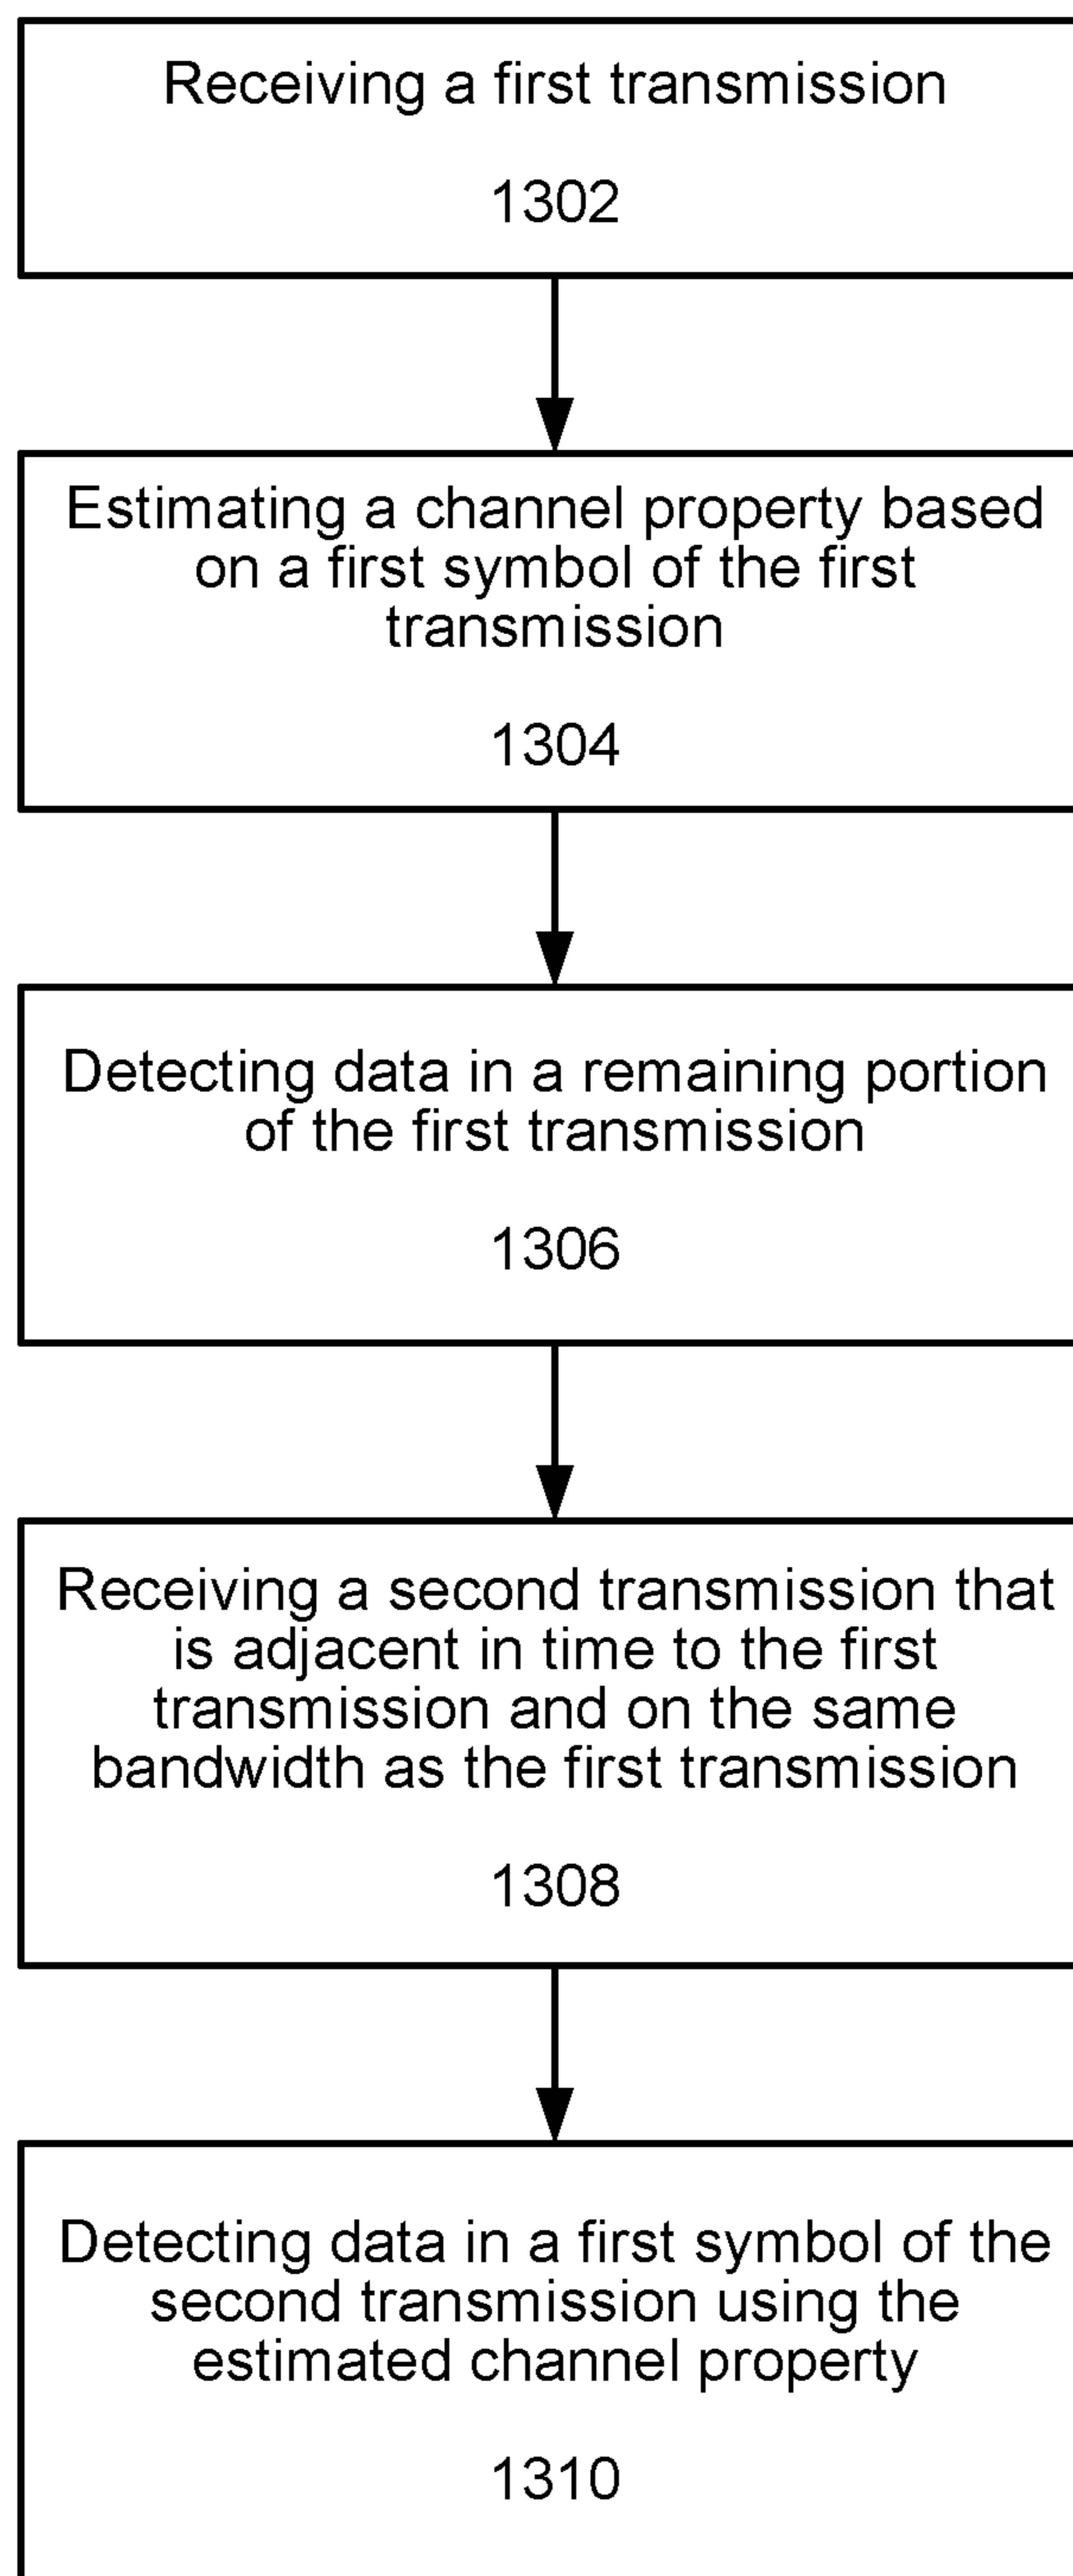 Receiving a first transmission
1302
Estimating a channel property based
on a first symbol of the first
transmission
1304
Detecting data in a remaining portion
of the first transmission
1306
Receiving a second transmission that
is adjacent in time to the first
transmission and on the same
bandwidth as the first transmission
1308
Detecting data in a first symbol of the
second transmission using the
estimated channel property
1310